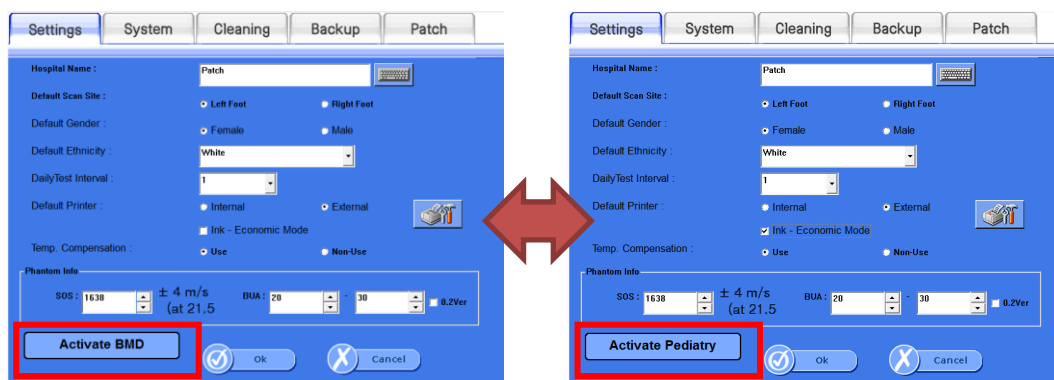 Settings System Cleaning Backup Patch
Hospital Name : Patch
Default Scan Site : Left Foot Right Foot
Default Gender : Female Male
Default Ethnicity : White
DailyTest Interval : 1
Default Printer : Internal External
Ink - Economic Mode
Temp. Compensation : Use Non-Use
Phantom Info
SOS : 1638 ± 4 m/s BUA : 20 - 30 0.2Ver
(at 21.5
Activate BMD
Ok Cancel
Settings System Cleaning Backup Patch
Hospital Name : Patch
Default Scan Site : Left Foot Right Foot
Default Gender : Female Male
Default Ethnicity : White
DailyTest Interval : 1
Default Printer : Internal External
Ink - Economic Mode
Temp. Compensation : Use Non-Use
Phantom Info
SOS : 1638 ± 4 m/s BUA : 20 - 30 0.2Ver
(at 21.5
Activate Pediatry
Ok Cancel